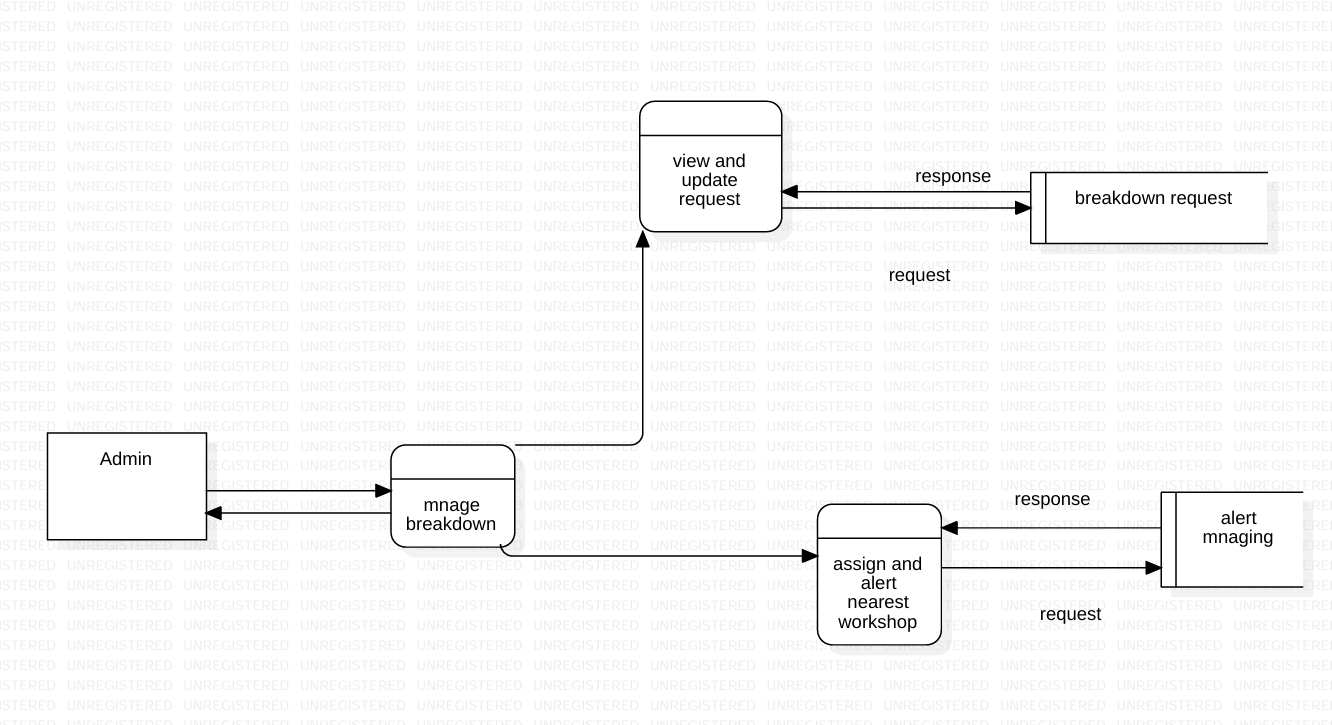 view and
update
request
response
breakdown request
request
Admin
mnage
breakdown
response
alert
mnaging
assign and
alert
nearest
workshop
request
UNREGISTERED